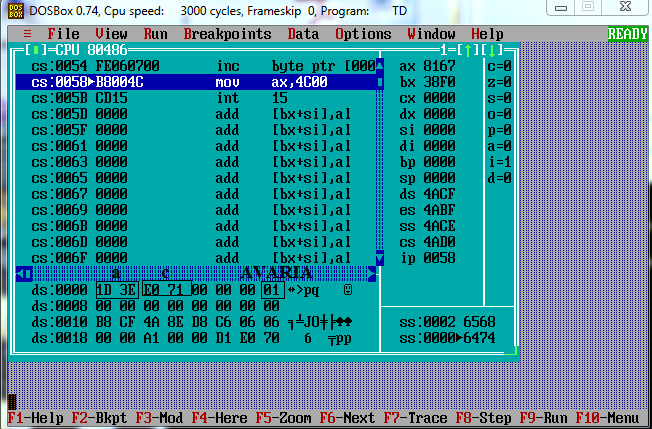 DOSBox 0.74, Cpu speed: 3000 cycles, Frameskip 0, Program: TD
≡ File View Run Breakpoints Data Options Window Help READY
[▮]=CPU 80486 1=[↑][↓]
cs:0054 FE060700 inc byte ptr [000
cs:0058►B8004C mov ax,4C00
cs:005B CD15 int 15
cs:005D 0000 add [bx+si],al
cs:005F 0000 add [bx+si],al
cs:0061 0000 add [bx+si],al
cs:0063 0000 add [bx+si],al
cs:0065 0000 add [bx+si],al
cs:0067 0000 add [bx+si],al
cs:0069 0000 add [bx+si],al
cs:006B 0000 add [bx+si],al
cs:006D 0000 add [bx+si],al
cs:006F 0000 add [bx+si],al
ax 8167 c=0
bx 38F0 z=0
cx 0000 s=0
dx 0000 o=0
si 0000 p=0
di 0000 a=0
bp 0000 i=1
sp 0000 d=0
ds 4ACF
es 4ABF
ss 4ACE
cs 4AD0
ip 0058
a c AVARIA
ds:0000 1D 3E E0 71 00 00 00 01 ↔>pq ☺
ds:0008 00 00 00 00 00 00 00 00
ds:0010 B8 CF 4A 8E D8 C6 06 06 ╕╧JО╪╞♠♠
ds:0018 00 00 A1 00 00 D1 E0 70 б ╤рp
ss:0002 6568
ss:0000►6474
F1-Help F2-Bkpt F3-Mod F4-Here F5-Zoom F6-Next F7-Trace F8-Step F9-Run F10-Menu